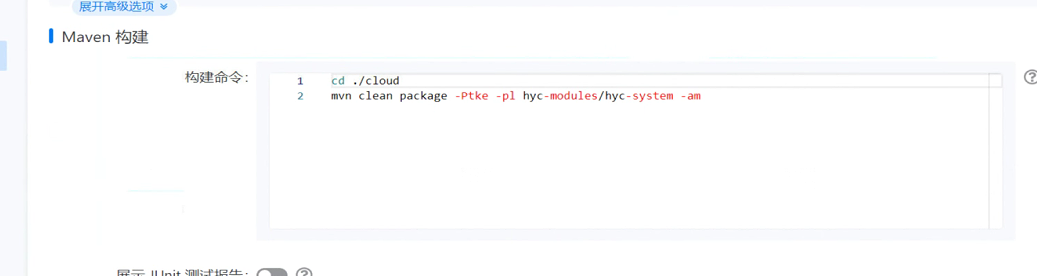 展开高级选项
Maven 构建
构建命令:
1 cd ./cloud
2 mvn clean package -Ptke -pl hyc-modules/hyc-system -am
展示 JUnit 测试报告: